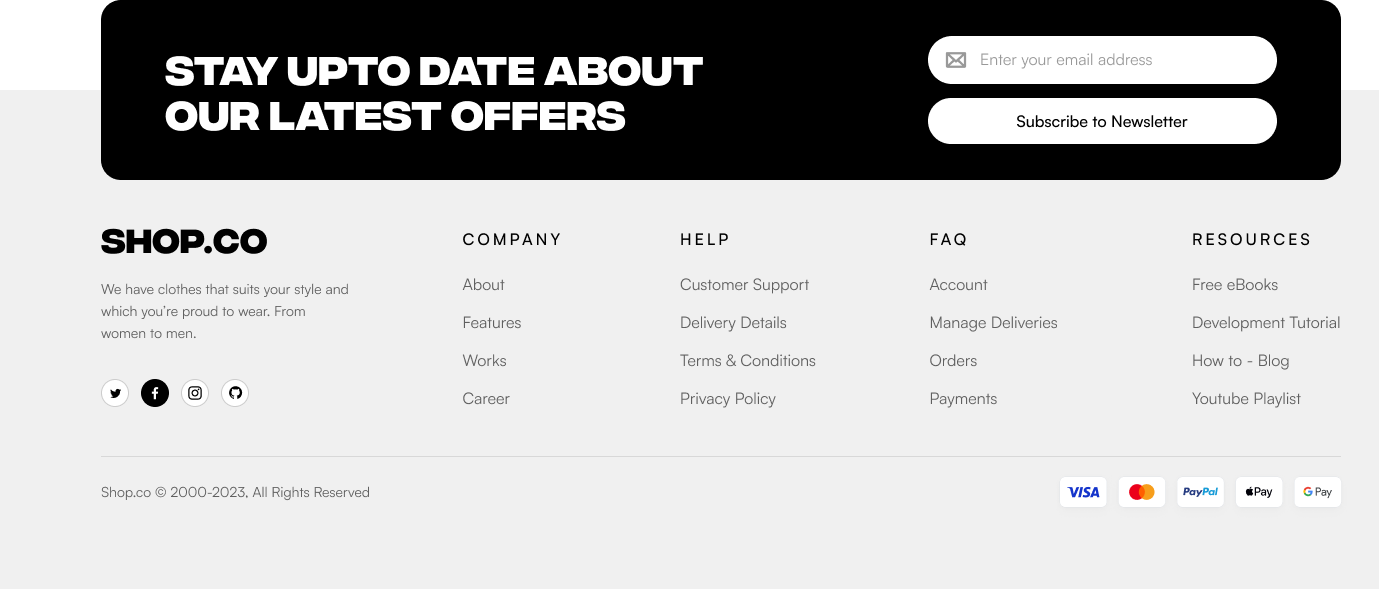 STAY UPTO DATE ABOUT
OUR LATEST OFFERS
Enter your email address
Subscribe to Newsletter
SHOP.CO
We have clothes that suits your style and
which you’re proud to wear. From
women to men.
COMPANY
About
Features
Works
Career
HELP
Customer Support
Delivery Details
Terms & Conditions
Privacy Policy
FAQ
Account
Manage Deliveries
Orders
Payments
RESOURCES
Free eBooks
Development Tutorial
How to - Blog
Youtube Playlist
Shop.co © 2000-2023, All Rights Reserved
VISA
PayPal
Pay
G Pay